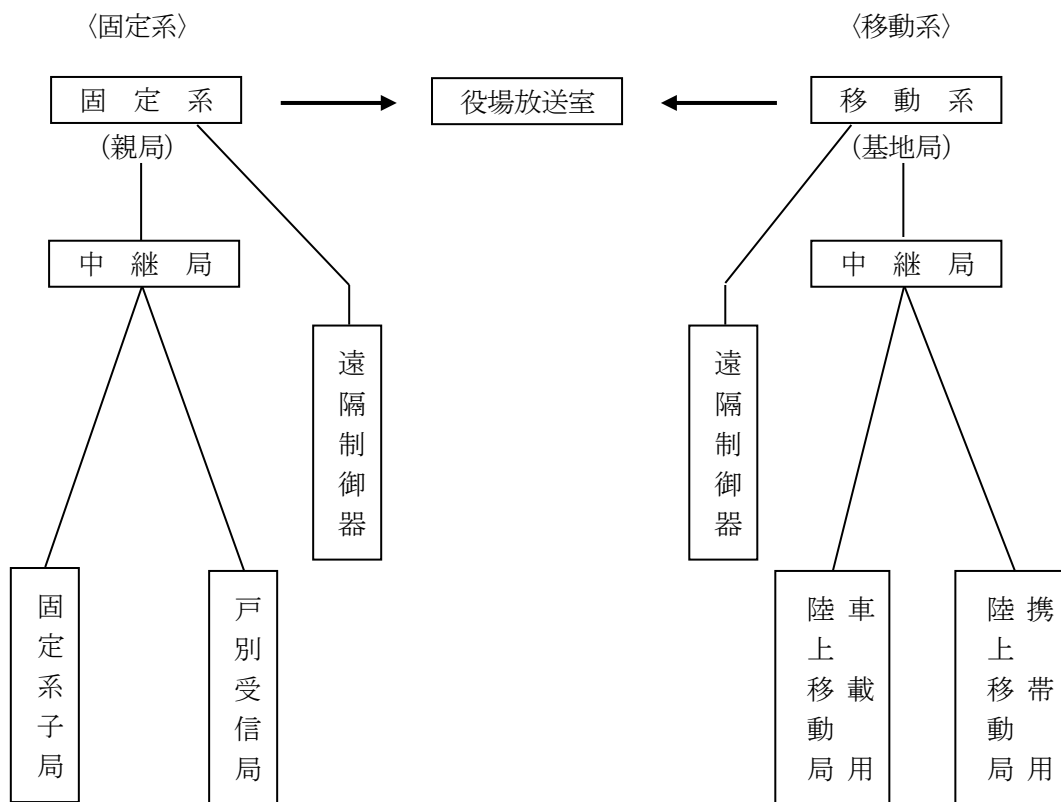 〈固定系〉
〈移動系〉
固定系
役場放送室
移動系
(親局)
(基地局)
中継局
中継局
遠隔制御器
遠隔制御器
固定系子局
戸別受信局
車載用
陸上移動局
携帯用
陸上移動局